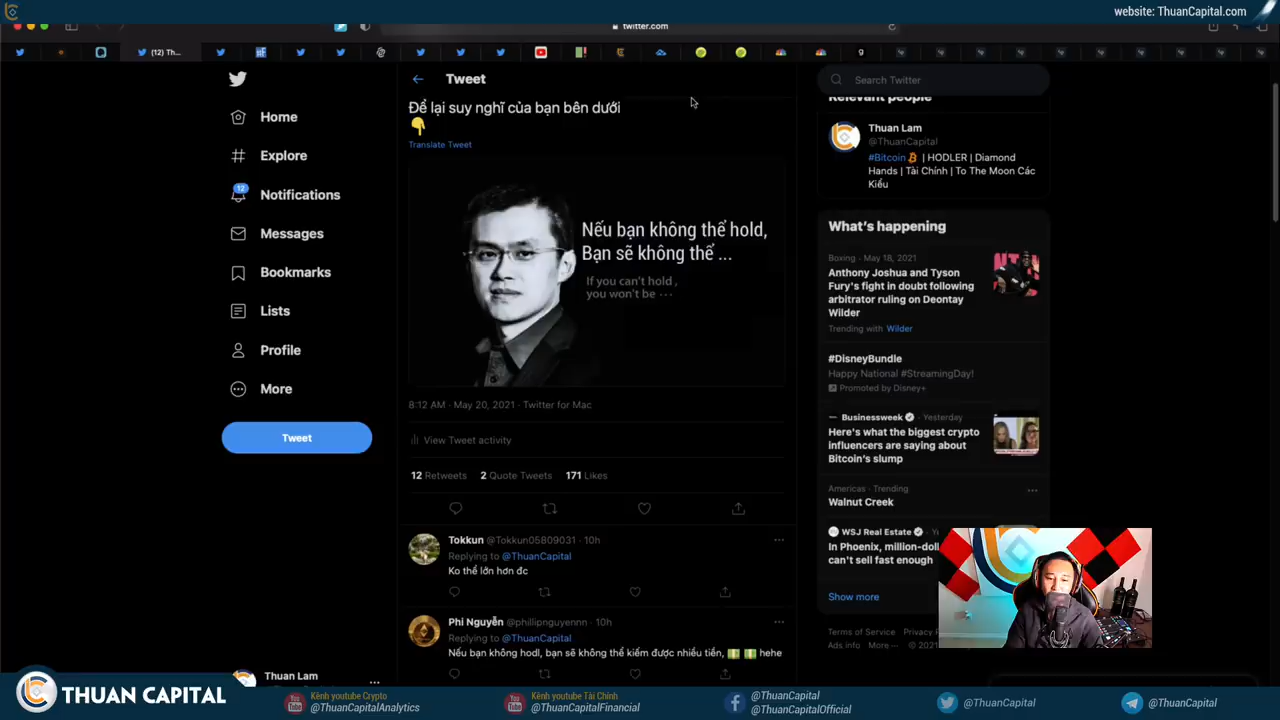 website: ThuanCapital.com
twitter.com
(12) Th...
Tweet
Search Twitter
Để lại suy nghĩ của bạn bên dưới
👇
Translate Tweet
Home
Explore
12
Notifications
Messages
Bookmarks
Lists
Profile
More
Tweet
Nếu bạn không thể hold,
Bạn sẽ không thể ...
If you can't hold ,
you won't be ...
8:12 AM · May 20, 2021 · Twitter for Mac
View Tweet activity
12 Retweets 2 Quote Tweets 171 Likes
Tokkun @Tokkun05809031 · 10h
Replying to @ThuanCapital
Ko thể lớn hơn đc
Phi Nguyễn @phillipnguyennn · 10h
Replying to @ThuanCapital
Nếu bạn không hodl, bạn sẽ không thể kiếm được nhiều tiền, 💵 💵 hehe
Thuan Lam
Relevant people
Thuan Lam
@ThuanCapital
#Bitcoin | HODLER | Diamond
Hands | Tài Chính | To The Moon Các
Kiểu
What's happening
Boxing · May 18, 2021
Anthony Joshua and Tyson
Fury's fight in doubt following
arbitrator ruling on Deontay
Wilder
Trending with Wilder
#DisneyBundle
Happy National #StreamingDay!
Promoted by Disney+
Businessweek · Yesterday
Here's what the biggest crypto
influencers are saying about
Bitcoin's slump
Americas · Trending
Walnut Creek
WSJ Real Estate
In Phoenix, million-doll
can't sell fast enough
Show more
Terms of Service Privacy
Ads info More © 2021
THUAN CAPITAL
Kênh youtube Crypto
@ThuanCapitalAnalytics
Kênh youtube Tài Chính
@ThuanCapitalFinancial
@ThuanCapital
@ThuanCapitalOfficial
@ThuanCapital
@ThuanCapital